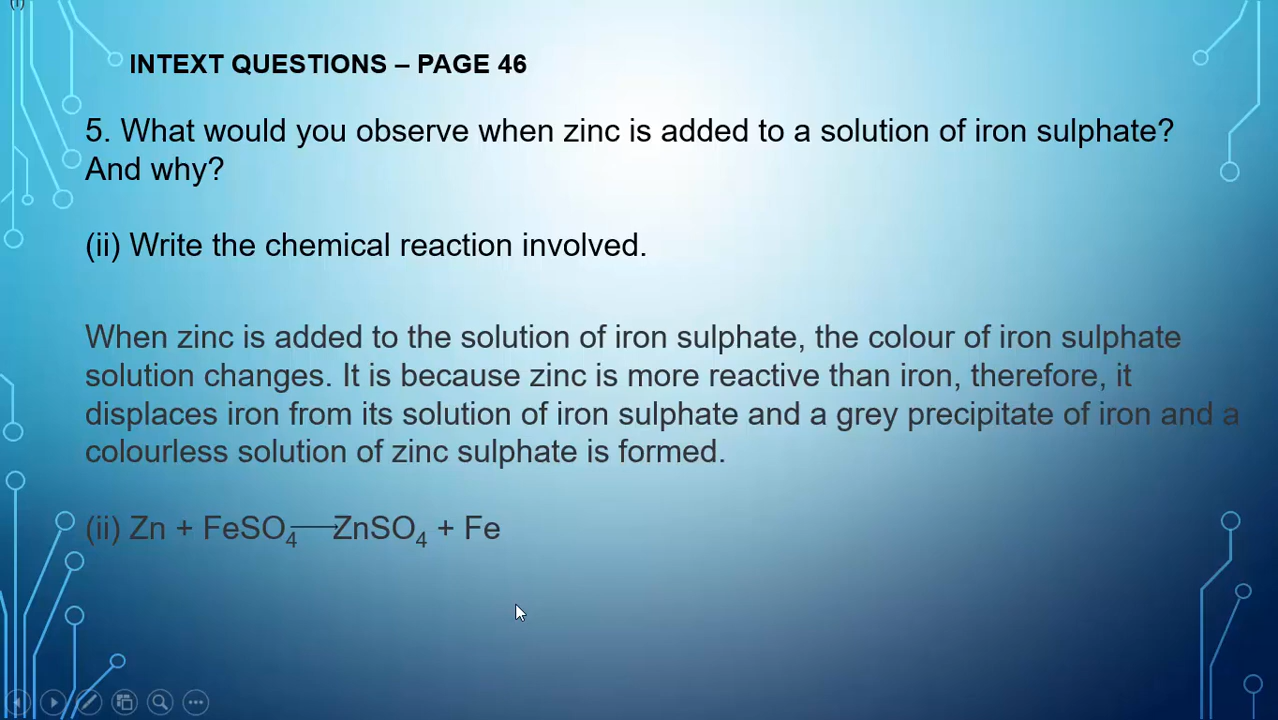 (i)
INTEXT QUESTIONS – PAGE 46
5. What would you observe when zinc is added to a solution of iron sulphate?
And why?
(ii) Write the chemical reaction involved.
When zinc is added to the solution of iron sulphate, the colour of iron sulphate
solution changes. It is because zinc is more reactive than iron, therefore, it
displaces iron from its solution of iron sulphate and a grey precipitate of iron and a
colourless solution of zinc sulphate is formed.
(ii) Zn + FeSO₄ ⟶ ZnSO₄ + Fe